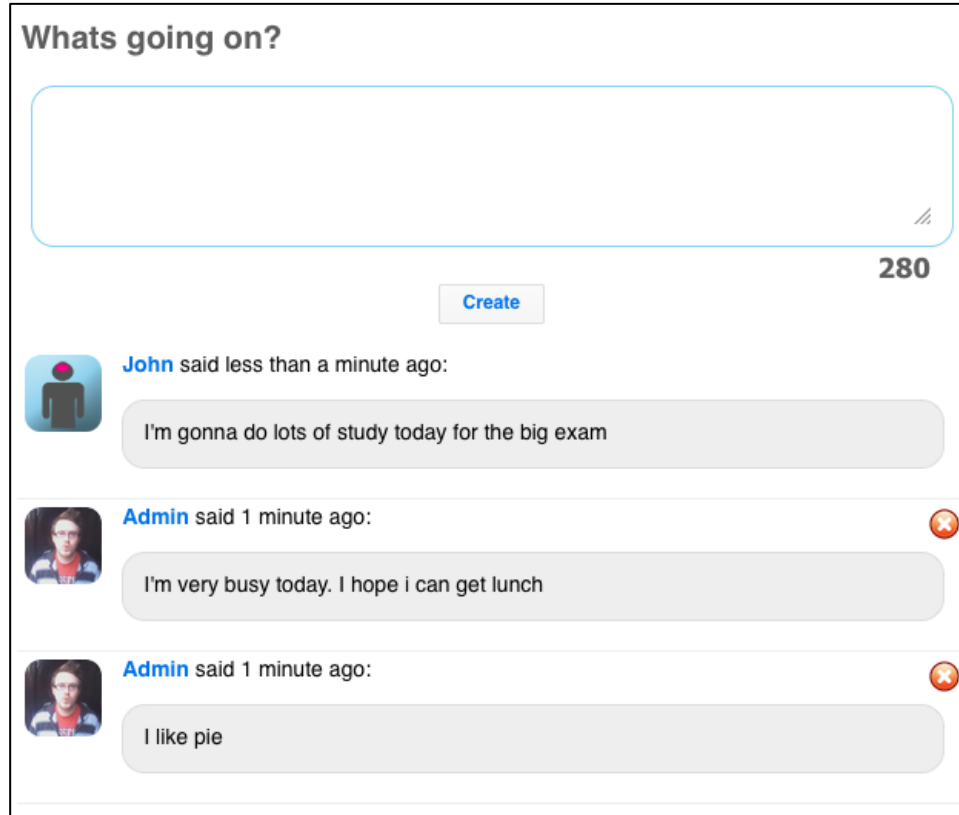 Whats going on?
280
Create
John said less than a minute ago:
I'm gonna do lots of study today for the big exam
Admin said 1 minute ago:
I'm very busy today. I hope i can get lunch
Admin said 1 minute ago:
I like pie